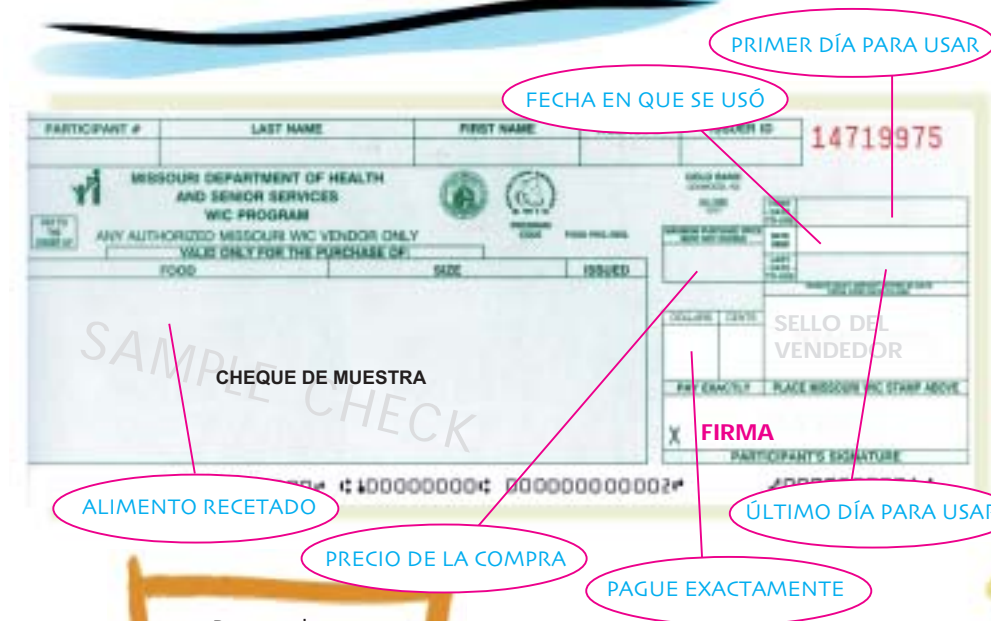 PRIMER DÍA PARA USAR
FECHA EN QUE SE USÓ
PARTICIPANT #
LAST NAME
FIRST NAME
ISSUER ID
14719975
MISSOURI DEPARTMENT OF HEALTH
AND SENIOR SERVICES
WIC PROGRAM
ANY AUTHORIZED MISSOURI WIC VENDOR ONLY
VALID ONLY FOR THE PURCHASE OF:
FOOD
SIZE
ISSUED
DOLLARS
CENTS
SELLO DEL
VENDEDOR
SAMPLE CHECK
CHEQUE DE MUESTRA
PAY EXACTLY
PLACE MISSOURI WIC STAMP ABOVE
X FIRMA
PARTICIPANT'S SIGNATURE
ALIMENTO RECETADO
ÚLTIMO DÍA PARA USAR
PRECIO DE LA COMPRA
PAGUE EXACTAMENTE